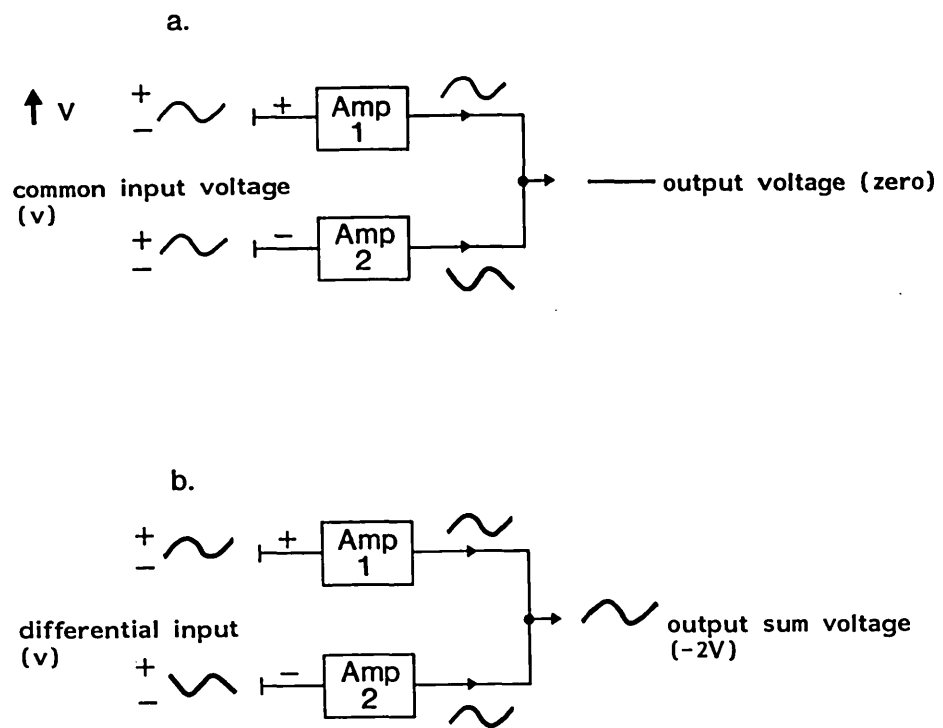 a.
↑ V
+
−
+
Amp
1
common input voltage
(v)
output voltage (zero)
+
−
−
Amp
2
b.
+
−
+
Amp
1
differential input
(v)
output sum voltage
(-2V)
+
−
−
Amp
2